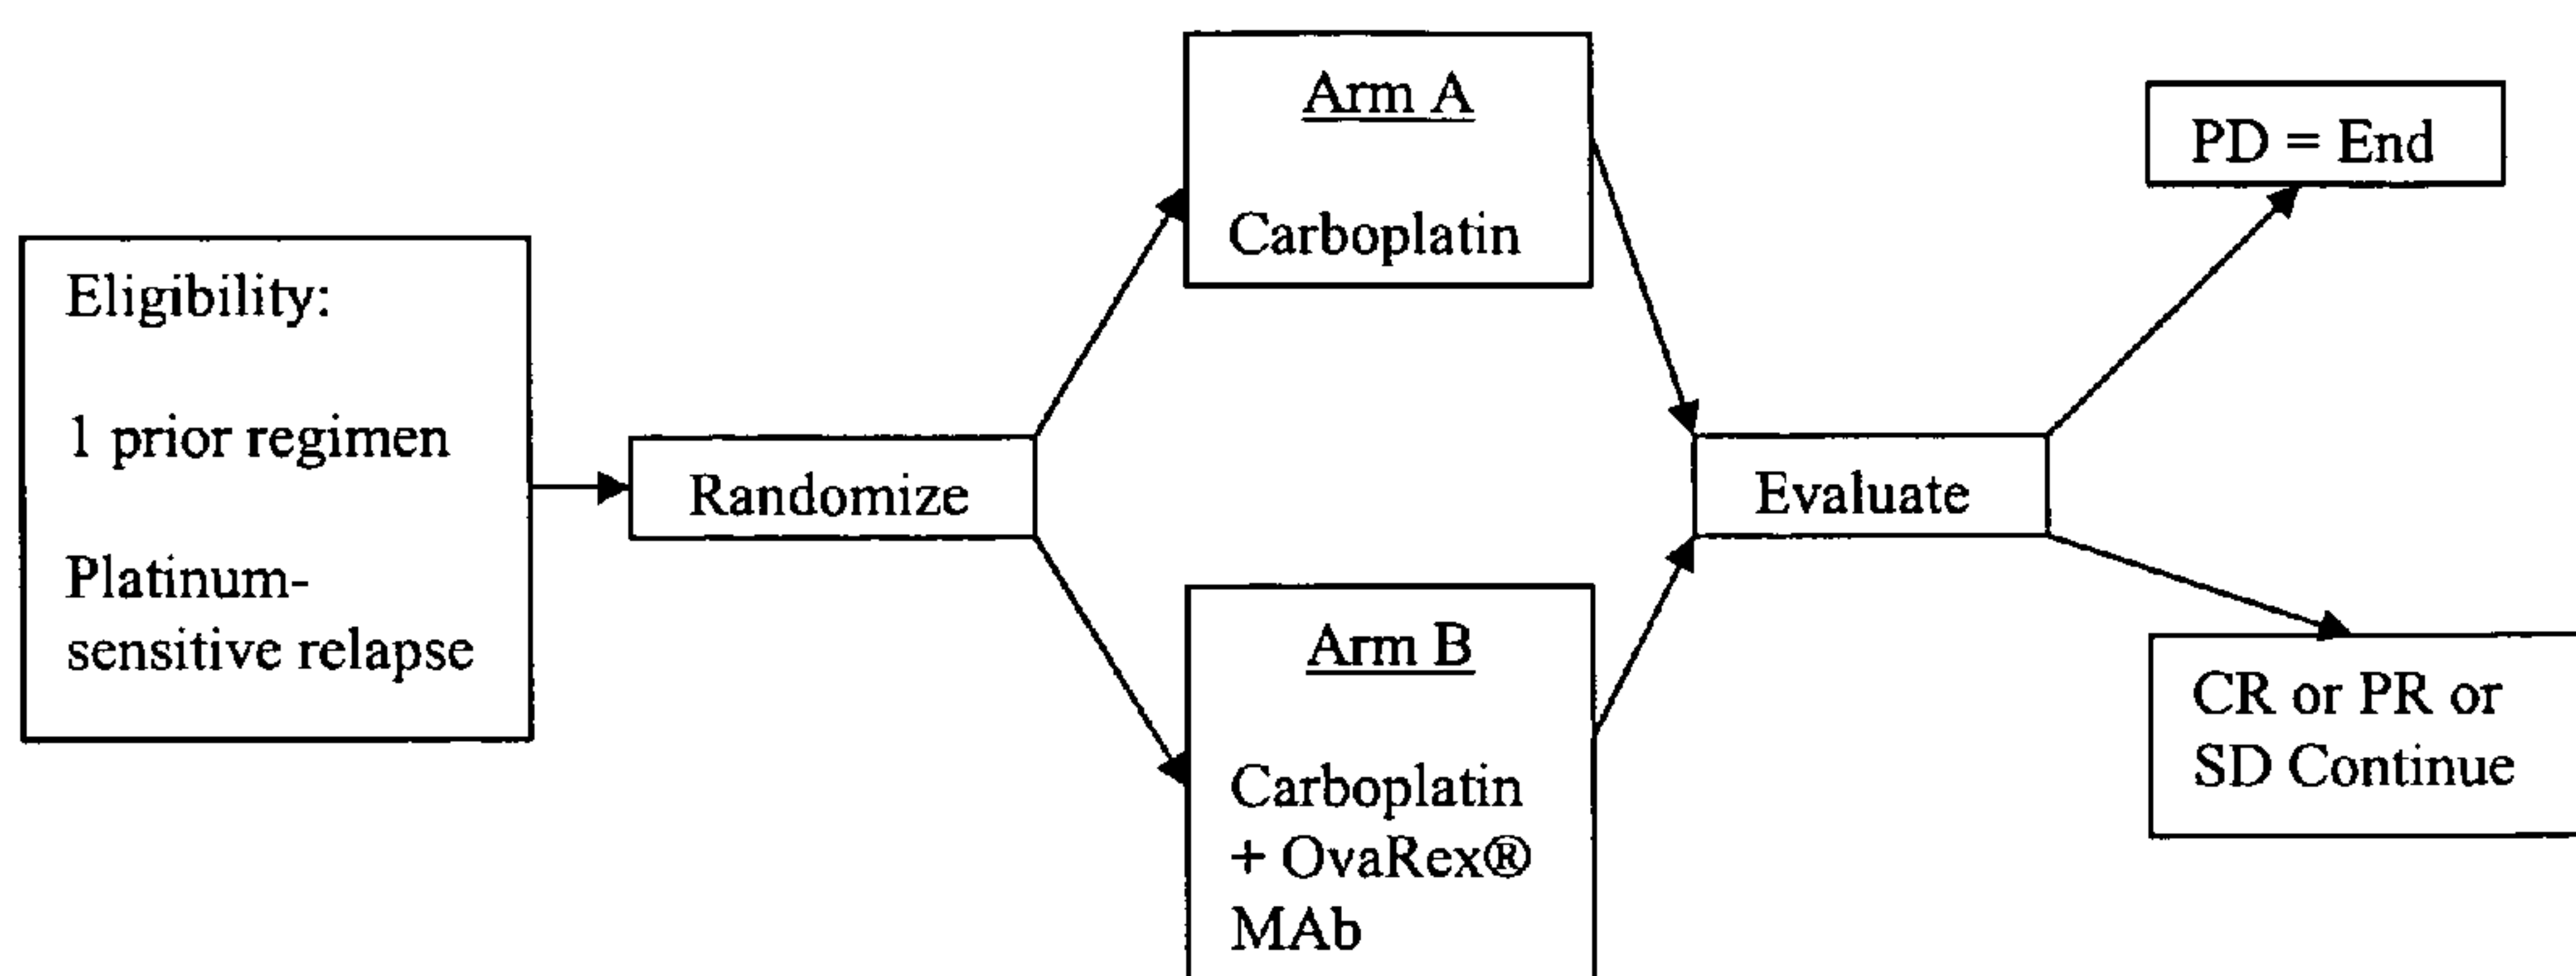 Eligibility:
1 prior regimen
Platinum-
sensitive relapse
Randomize
Arm A
Carboplatin
Arm B
Carboplatin
+ OvaRex®
MAb
Evaluate
PD = End
CR or PR or
SD Continue